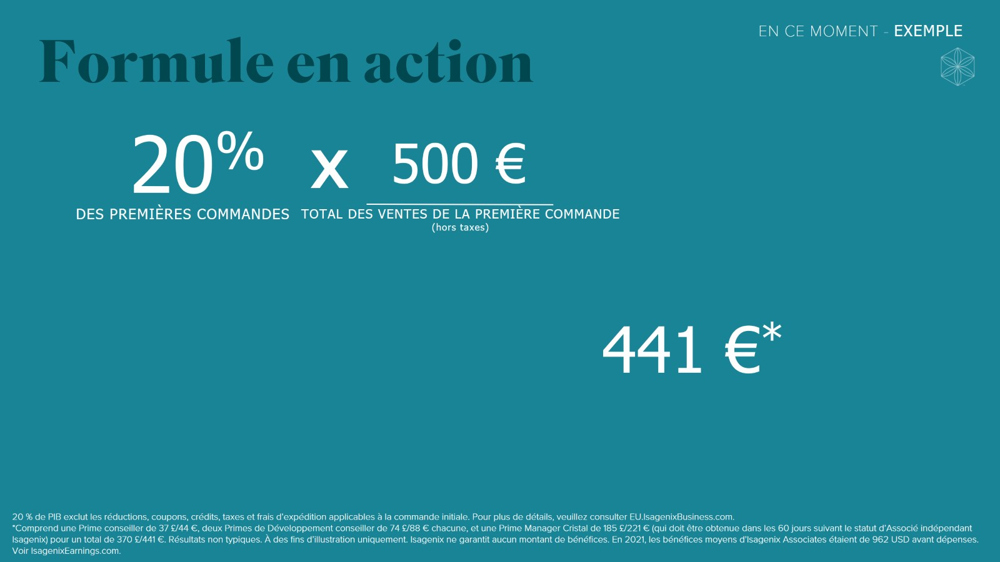 EN CE MOMENT - EXEMPLE
Formule en action
20% x 500 €
DES PREMIÈRES COMMANDES TOTAL DES VENTES DE LA PREMIÈRE COMMANDE
(hors taxes)
441 €*
20 % de PIB exclut les réductions, coupons, crédits, taxes et frais d'expédition applicables à la commande initiale. Pour plus de détails, veuillez consulter EU.IsagenixBusiness.com.
*Comprend une Prime conseiller de 37 £/44 €, deux Primes de Développement conseiller de 74 £/88 € chacune, et une Prime Manager Cristal de 185 £/221 € (qui doit être obtenue dans les 60 jours suivant le statut d'Associé indépendant
Isagenix) pour un total de 370 £/441 €. Résultats non typiques. À des fins d'illustration uniquement. Isagenix ne garantit aucun montant de bénéfices. En 2021, les bénéfices moyens d'Isagenix Associates étaient de 962 USD avant dépenses.
Voir IsagenixEarnings.com.